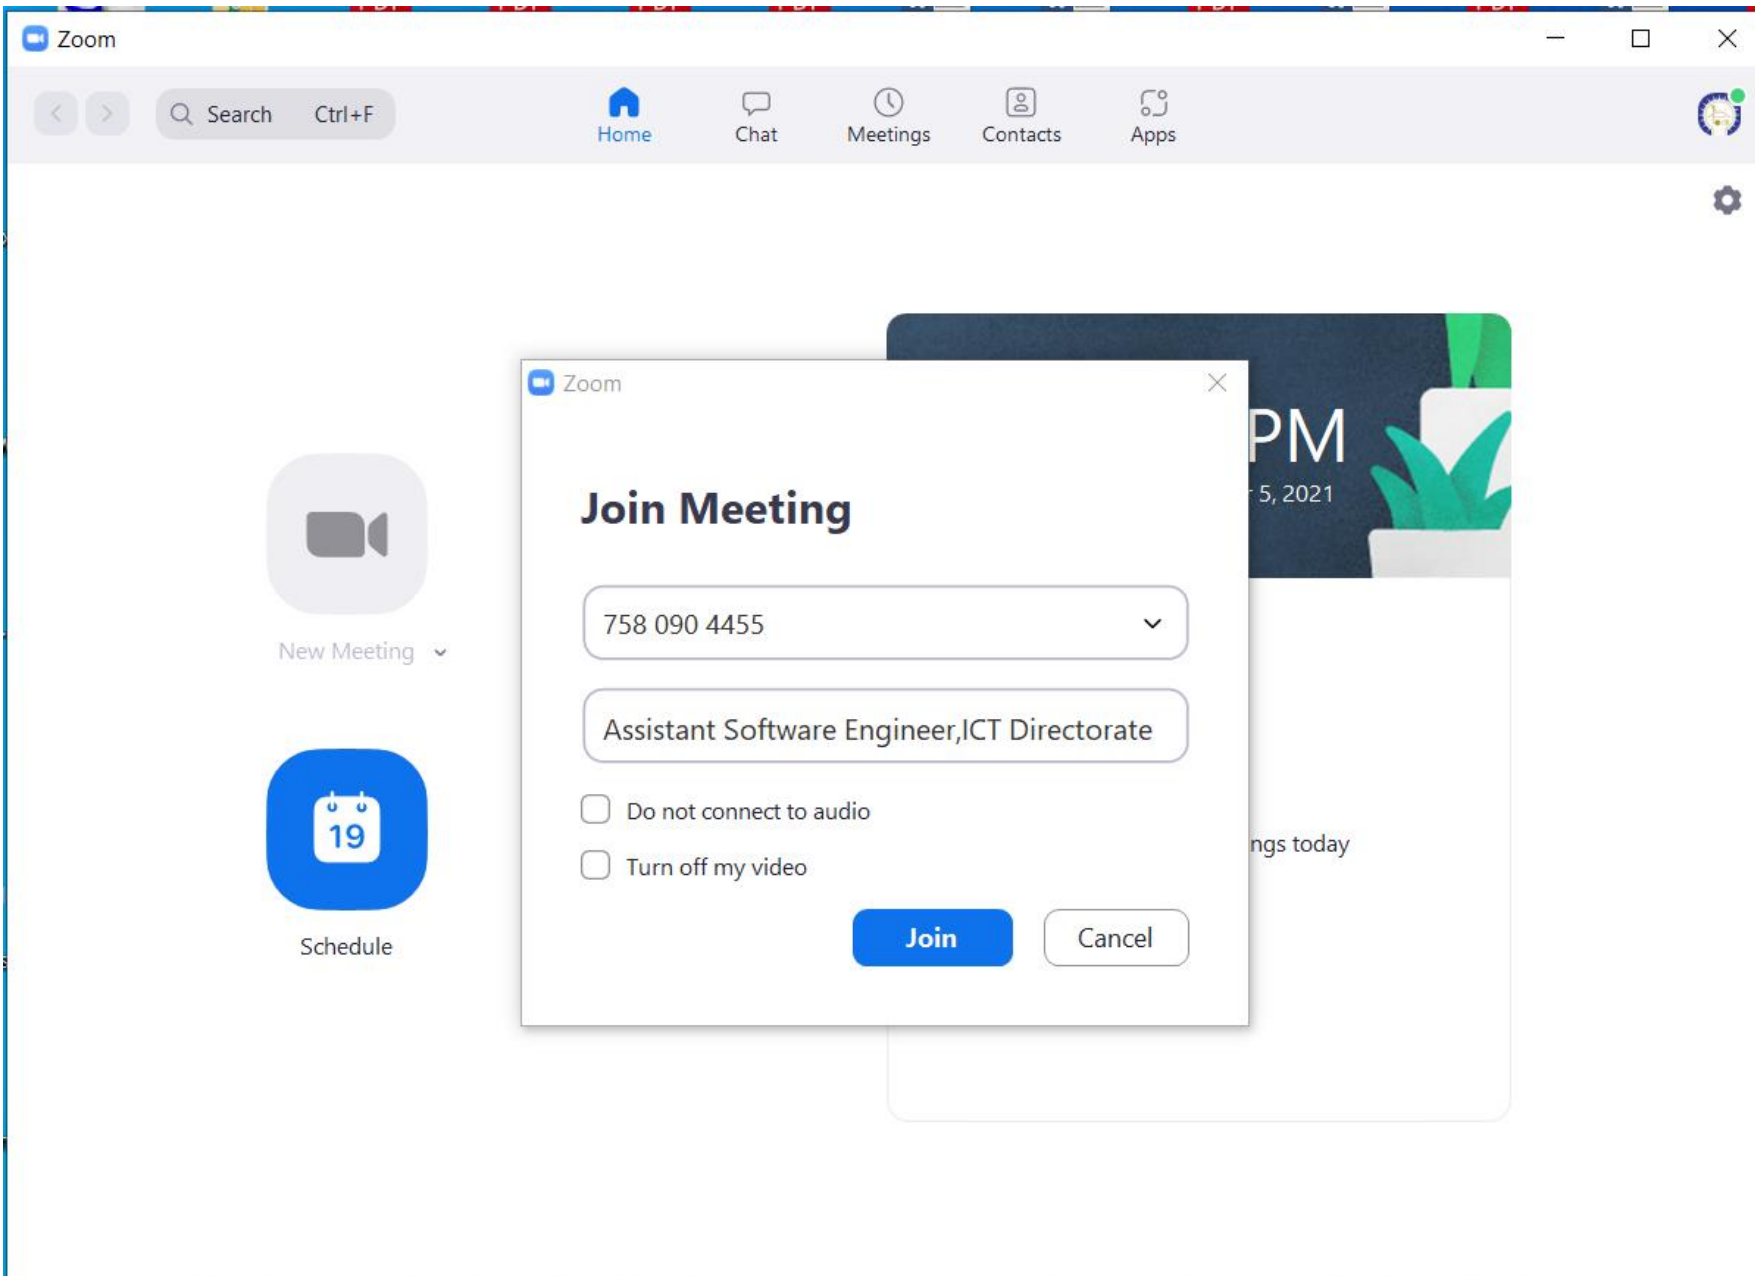 Zoom
Search Ctrl+F
Home
Chat
Meetings
Contacts
Apps
Zoom
PM
5, 2021
Join Meeting
758 090 4455
New Meeting
Assistant Software Engineer,ICT Directorate
Do not connect to audio
19
ngs today
Turn off my video
Join
Cancel
Schedule